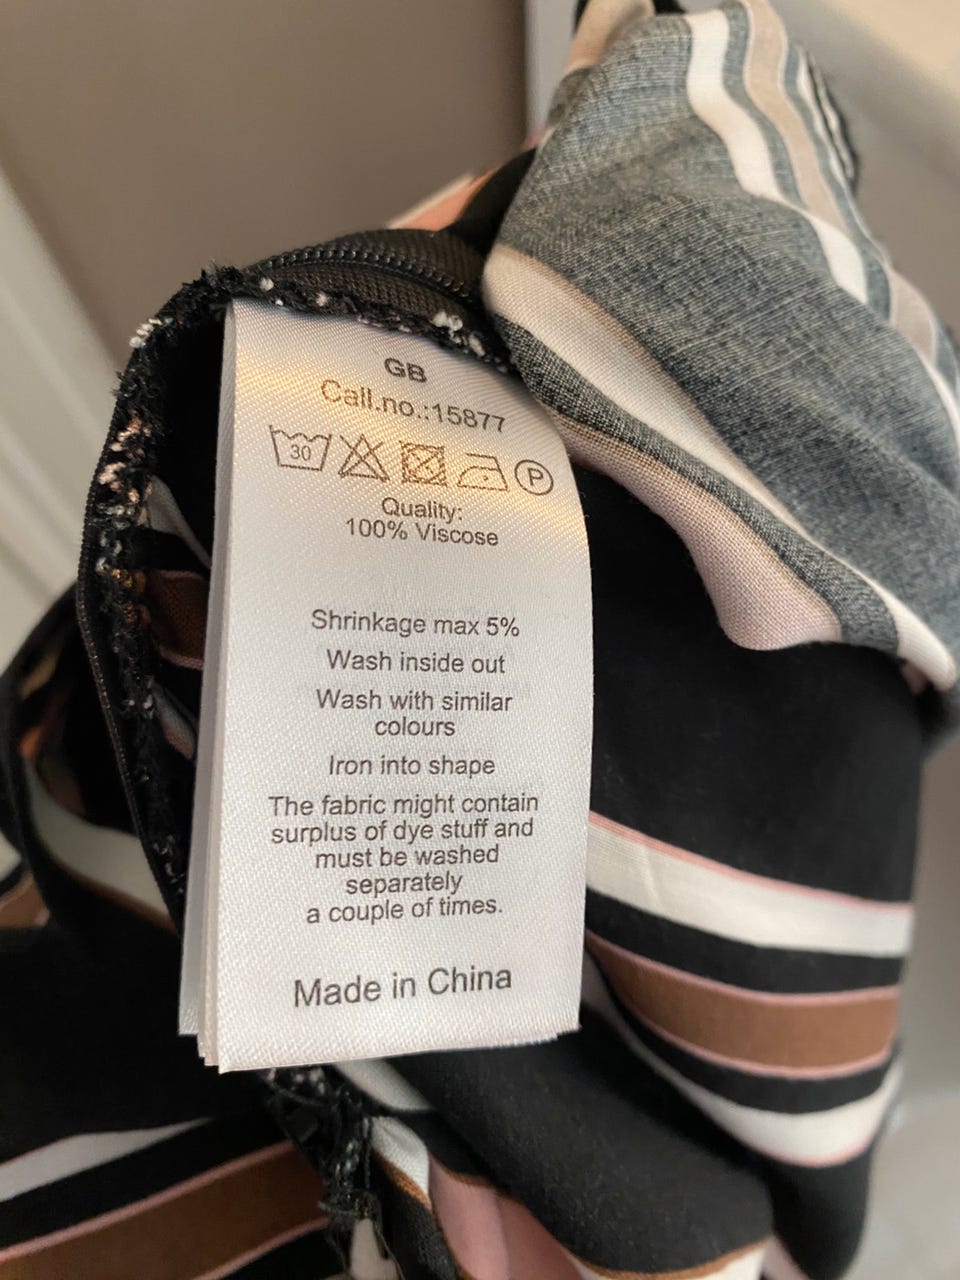 GB
Call.no.:15877
30 P
Quality:
100% Viscose
Shrinkage max 5%
Wash inside out
Wash with similar
colours
Iron into shape
The fabric might contain
surplus of dye stuff and
must be washed
separately
a couple of times.
Made in China